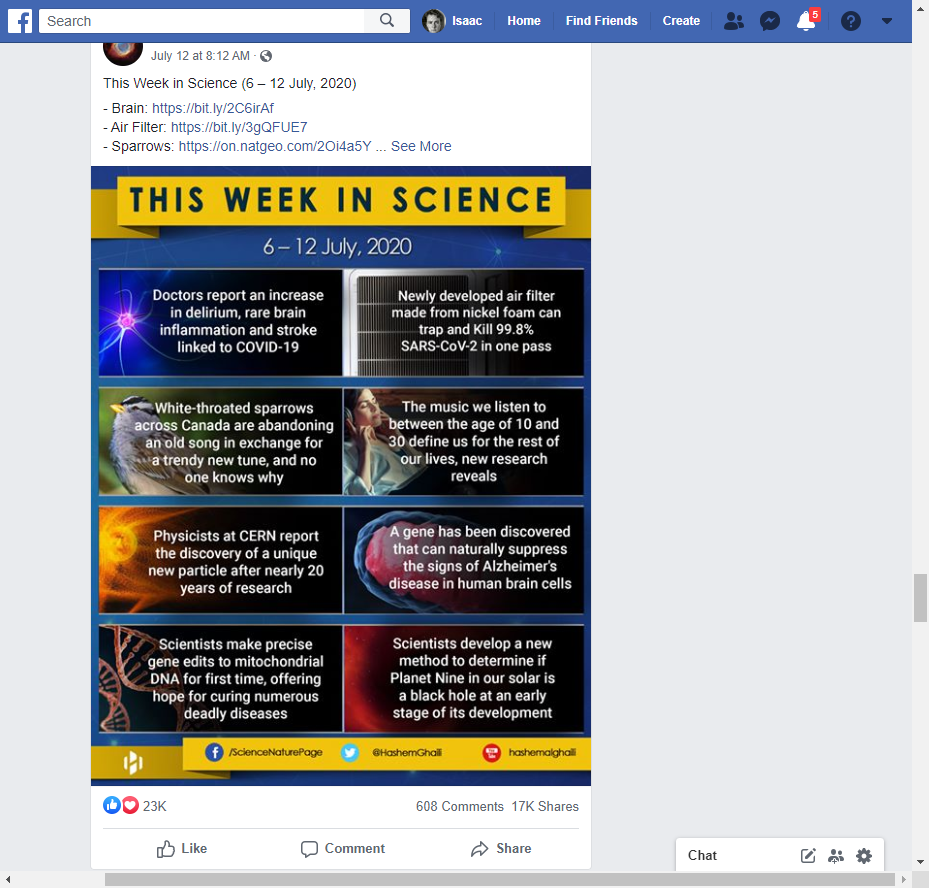 Search
Isaac
Home
Find Friends
Create
5
July 12 at 8:12 AM ·
This Week in Science (6 – 12 July, 2020)
- Brain: https://bit.ly/2C6irAf
- Air Filter: https://bit.ly/3gQFUE7
- Sparrows: https://on.natgeo.com/2Oi4a5Y ... See More
THIS WEEK IN SCIENCE
6 – 12 July, 2020
Doctors report an increase
in delirium, rare brain
inflammation and stroke
linked to COVID-19
Newly developed air filter
made from nickel foam can
trap and Kill 99.8%
SARS-CoV-2 in one pass
White-throated sparrows
across Canada are abandoning
an old song in exchange for
a trendy new tune, and no
one knows why
The music we listen to
between the age of 10 and
30 define us for the rest of
our lives, new research
reveals
Physicists at CERN report
the discovery of a unique
new particle after nearly 20
years of research
A gene has been discovered
that can naturally suppress
the signs of Alzheimer's
disease in human brain cells
Scientists make precise
gene edits to mitochondrial
DNA for first time, offering
hope for curing numerous
deadly diseases
Scientists develop a new
method to determine if
Planet Nine in our solar is
a black hole at an early
stage of its development
/ScienceNaturePage
@HashemGhaili
hashemalghaili
23K
608 Comments 17K Shares
Like
Comment
Share
Chat